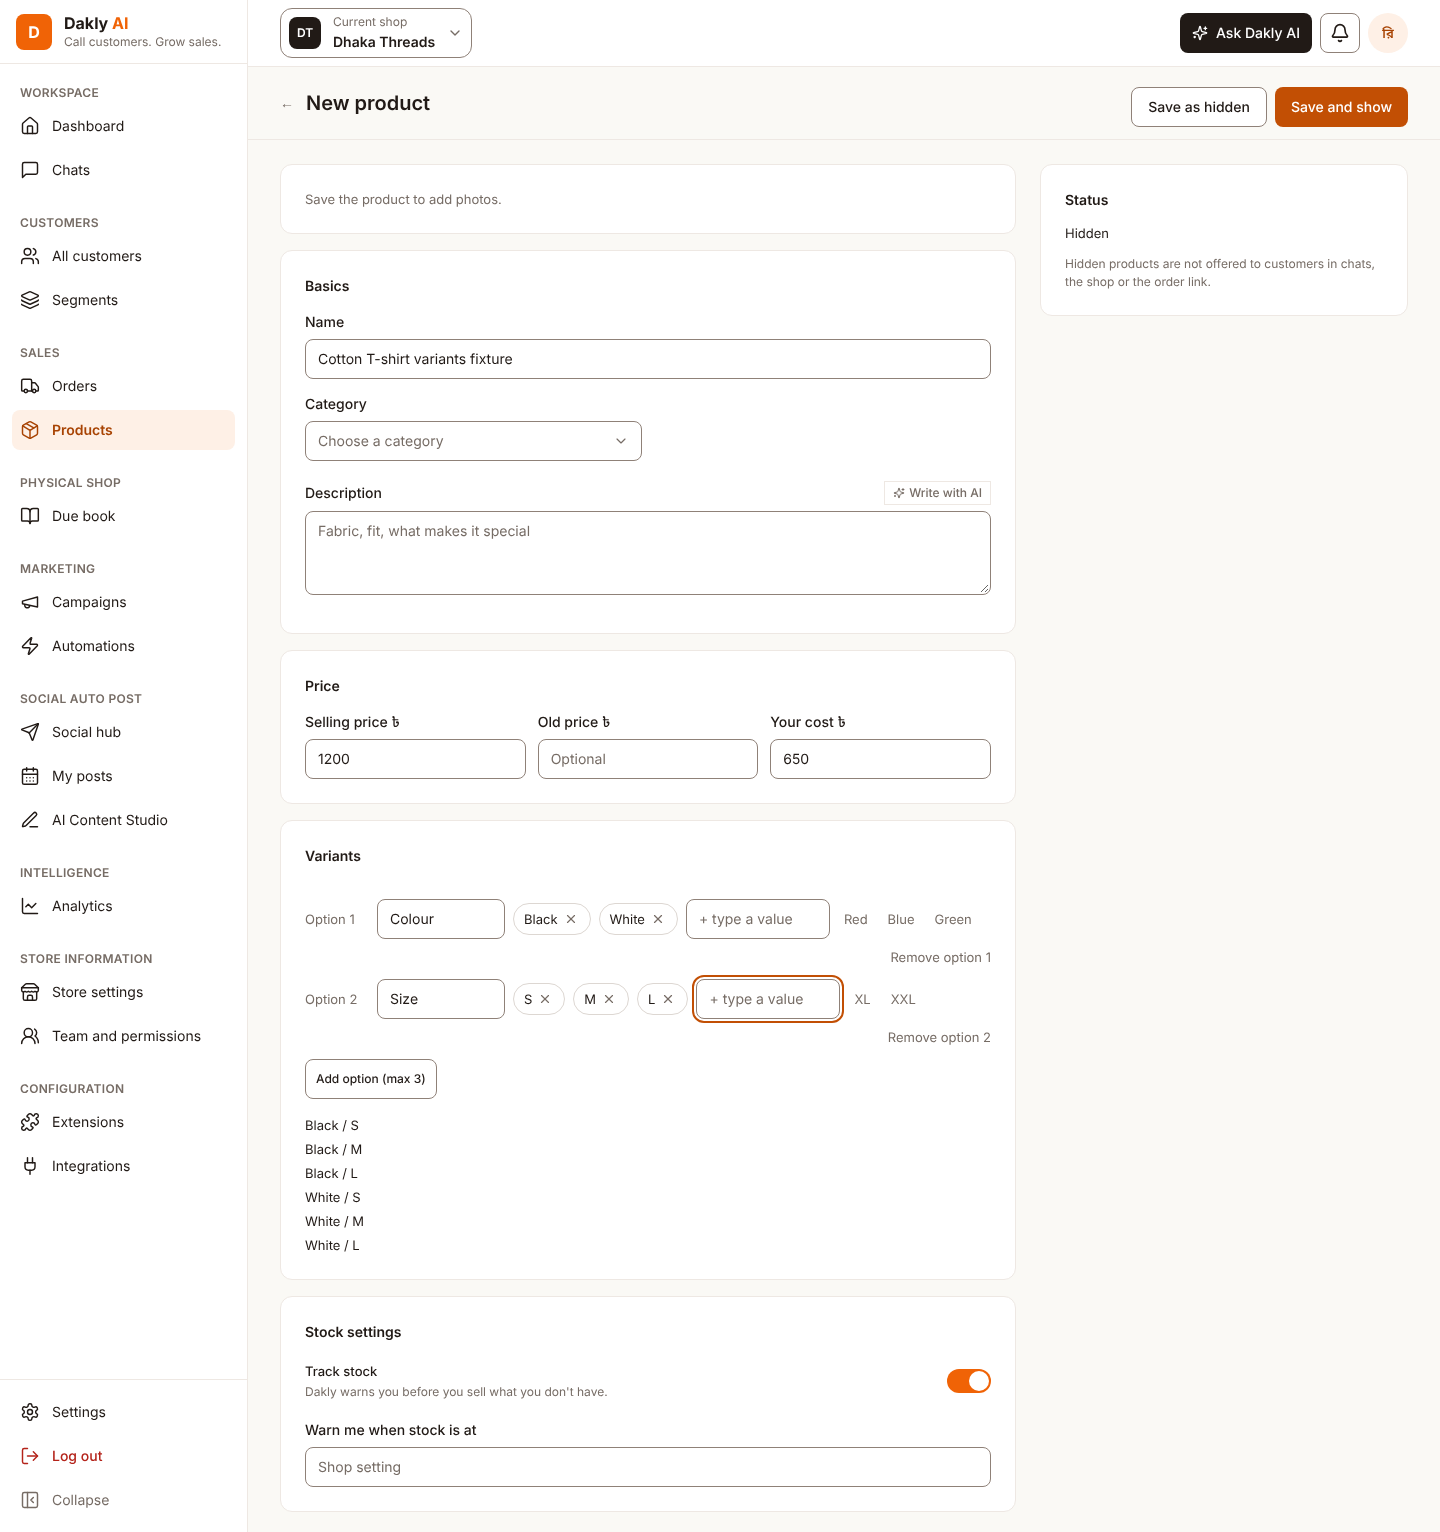 D
Dakly AI
Call customers. Grow sales.
WORKSPACE
Dashboard
Chats
CUSTOMERS
All customers
Segments
SALES
Orders
Products
PHYSICAL SHOP
Due book
MARKETING
Campaigns
Automations
SOCIAL AUTO POST
Social hub
My posts
AI Content Studio
INTELLIGENCE
Analytics
STORE INFORMATION
Store settings
Team and permissions
CONFIGURATION
Extensions
Integrations
Settings
Log out
Collapse
DT
Current shop
Dhaka Threads
Ask Dakly AI
রি
← New product
Save as hidden
Save and show
Save the product to add photos.
Basics
Name
Cotton T-shirt variants fixture
Category
Choose a category
Description
Write with AI
Fabric, fit, what makes it special
Price
Selling price ৳
Old price ৳
Your cost ৳
1200
Optional
650
Variants
Option 1 Colour Black × White × + type a value Red Blue Green
Remove option 1
Option 2 Size S × M × L × + type a value XL XXL
Remove option 2
Add option (max 3)
Black / S
Black / M
Black / L
White / S
White / M
White / L
Stock settings
Track stock
Dakly warns you before you sell what you don't have.
Warn me when stock is at
Shop setting
Status
Hidden
Hidden products are not offered to customers in chats,
the shop or the order link.